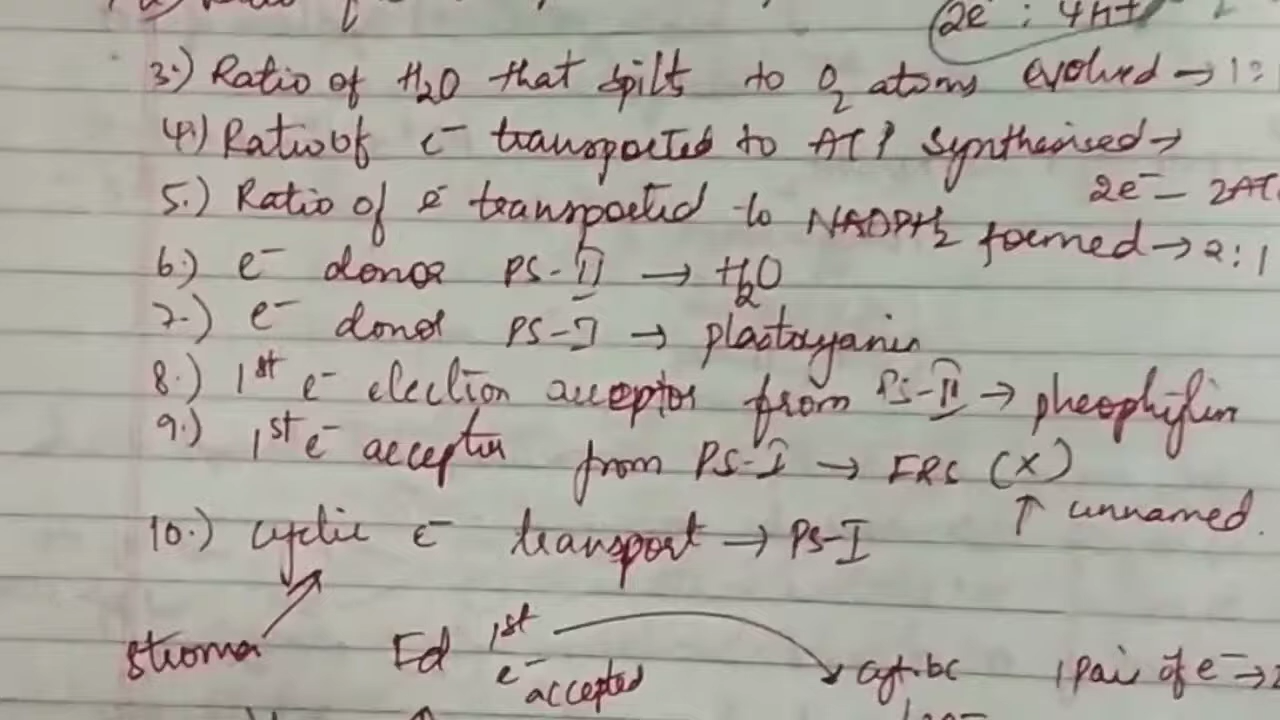 2e : 4H+
3.) Ratio of H2O that splits to O2 atoms evolved → 1:
4.) Ratio of e- transported to ATP synthesised →
2e- – 2AT
5.) Ratio of e- transported to NADPH2 formed → 2:1
6.) e- donor PS-II → H2O
7.) e- donor PS-I → plastocyanin
8.) 1st e- election acceptor from PS-II → pheophytin
9.) 1st e- acceptor from PS-I → FRS (X)
↑ unnamed.
10.) cyclic e- transport → PS-I
stroma
Fd 1st e- accepted
cyt.bc
1 pair of e- →